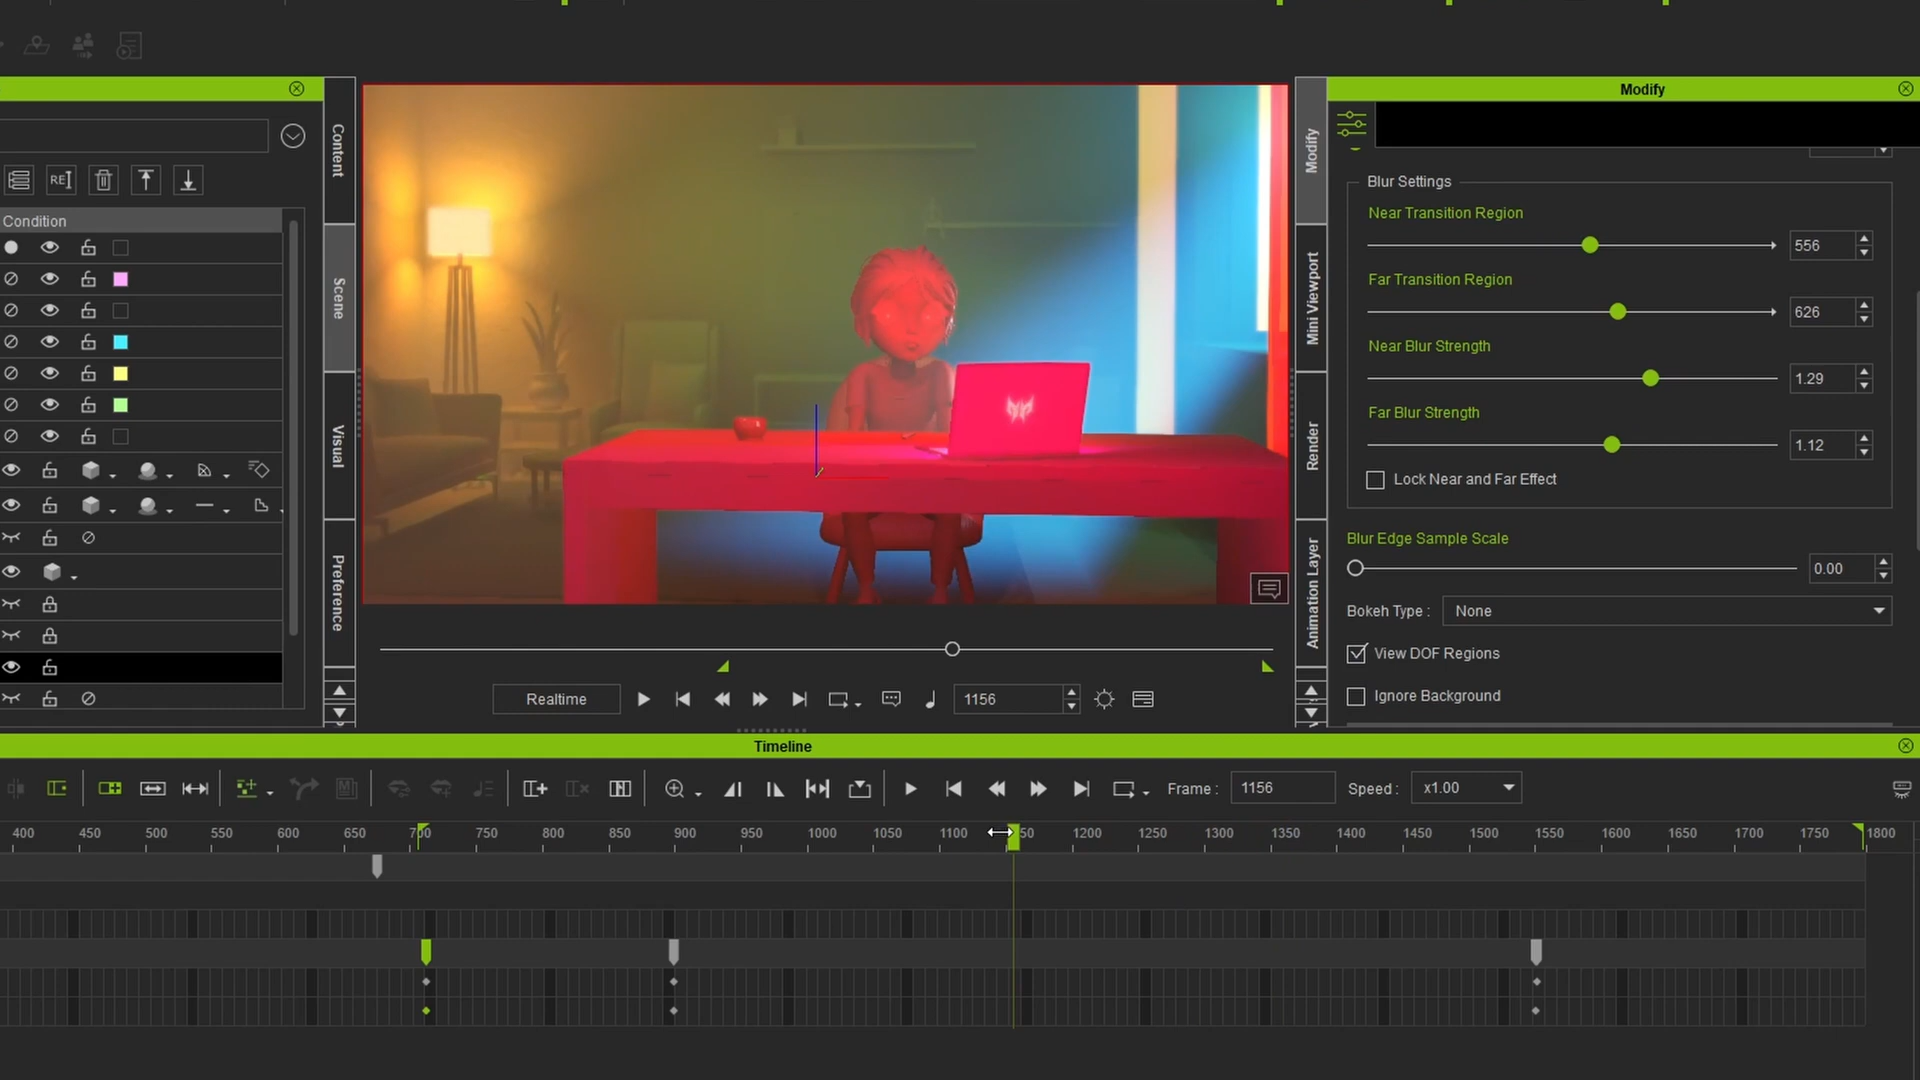 Modify
Content
Scene
Visual
Preference
Modify
Mini Viewport
Render
Animation Layer
REI
Condition
Blur Settings
Near Transition Region
556
Far Transition Region
626
Near Blur Strength
1.29
Far Blur Strength
1.12
Lock Near and Far Effect
Blur Edge Sample Scale
0.00
Bokeh Type : None
View DOF Regions
Ignore Background
Realtime
1156
Timeline
Frame : 1156 Speed : x1.00
400 450 500 550 600 650 700 750 800 850 900 950 1000 1050 1100 50 1200 1250 1300 1350 1400 1450 1500 1550 1600 1650 1700 1750 1800